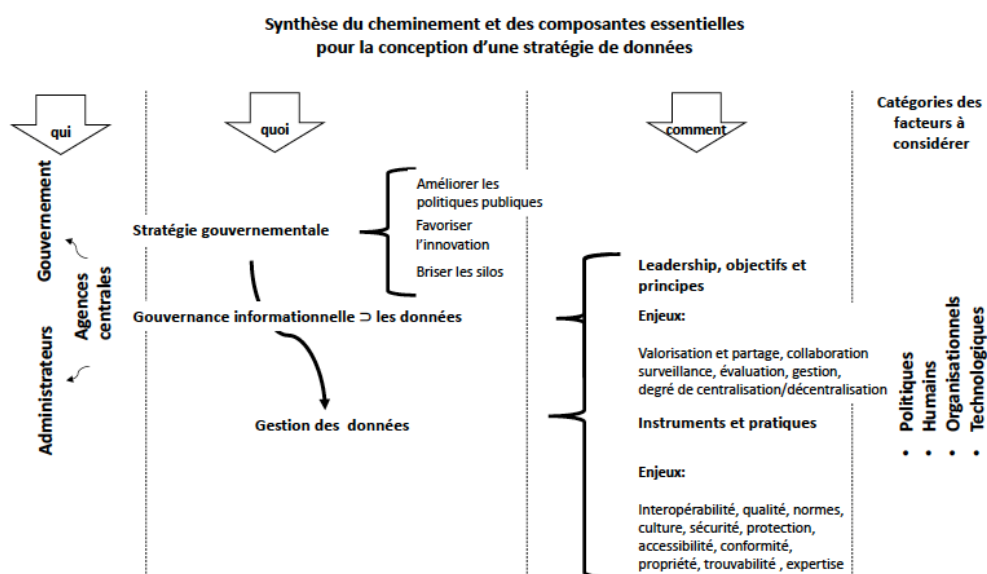 Synthèse du cheminement et des composantes essentielles
pour la conception d'une stratégie de données
qui
Gouvernement
Agences
centrales
Administrateurs
quoi
Stratégie gouvernementale
Améliorer les
politiques publiques
Favoriser
l'innovation
Briser les silos
Gouvernance informationnelle ⊃ les données
Gestion des données
comment
Leadership, objectifs et
principes
Enjeux:
Valorisation et partage, collaboration
surveillance, évaluation, gestion,
degré de centralisation/décentralisation
Instruments et pratiques
Enjeux:
Interopérabilité, qualité, normes,
culture, sécurité, protection,
accessibilité, conformité,
propriété, trouvabilité , expertise
Catégories des
facteurs à
considérer
• Politiques
• Humains
• Organisationnels
• Technologiques